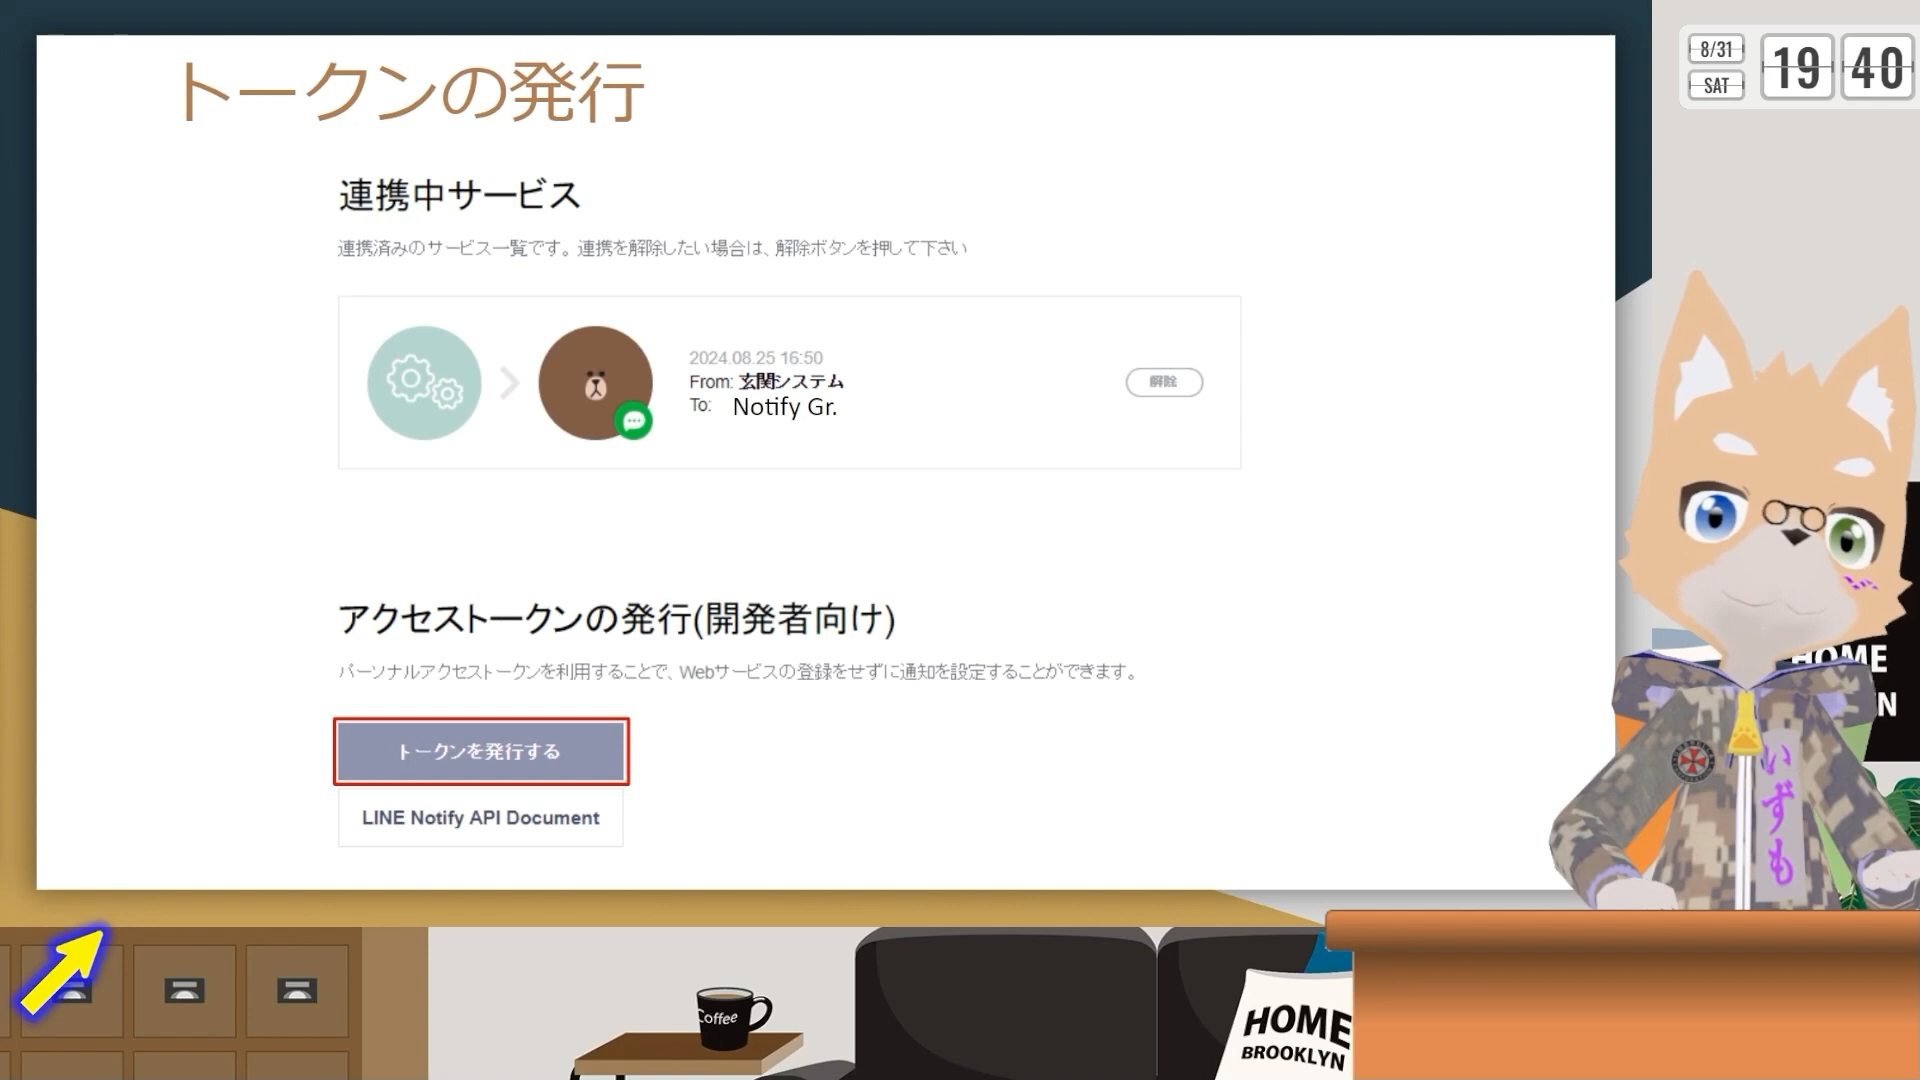 トークンの発行
8/31
SAT
19 40
連携中サービス
連携済みのサービス一覧です。連携を解除したい場合は、解除ボタンを押して下さい
2024.08.25 16:50
From: 玄関システム
To: Notify Gr.
解除
アクセストークンの発行(開発者向け)
パーソナルアクセストークンを利用することで、Webサービスの登録をせずに通知を設定することができます。
トークンを発行する
LINE Notify API Document
HOME
N
いずも
Coffee
HOME
BROOKLYN